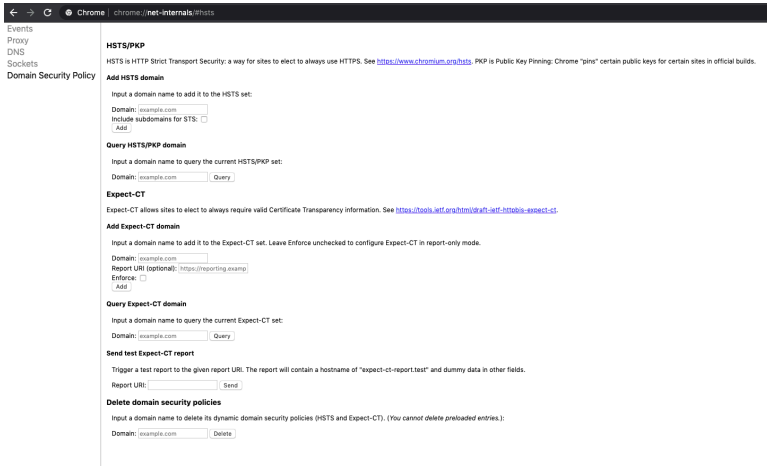 Chrome | chrome://net-internals/#hsts
Events
Proxy
DNS
Sockets
Domain Security Policy
HSTS/PKP
HSTS is HTTP Strict Transport Security: a way for sites to elect to always use HTTPS. See https://www.chromium.org/hsts. PKP is Public Key Pinning: Chrome "pins" certain public keys for certain sites in official builds.
Add HSTS domain
Input a domain name to add it to the HSTS set:
Domain: example.com
Include subdomains for STS:
Add
Query HSTS/PKP domain
Input a domain name to query the current HSTS/PKP set:
Domain: example.com Query
Expect-CT
Expect-CT allows sites to elect to always require valid Certificate Transparency information. See https://tools.ietf.org/html/draft-ietf-httpbis-expect-ct.
Add Expect-CT domain
Input a domain name to add it to the Expect-CT set. Leave Enforce unchecked to configure Expect-CT in report-only mode.
Domain: example.com
Report URI (optional): https://reporting.examp
Enforce:
Add
Query Expect-CT domain
Input a domain name to query the current Expect-CT set:
Domain: example.com Query
Send test Expect-CT report
Trigger a test report to the given report URI. The report will contain a hostname of "expect-ct-report.test" and dummy data in other fields.
Report URI: Send
Delete domain security policies
Input a domain name to delete its dynamic domain security policies (HSTS and Expect-CT). (You cannot delete preloaded entries.):
Domain: example.com Delete